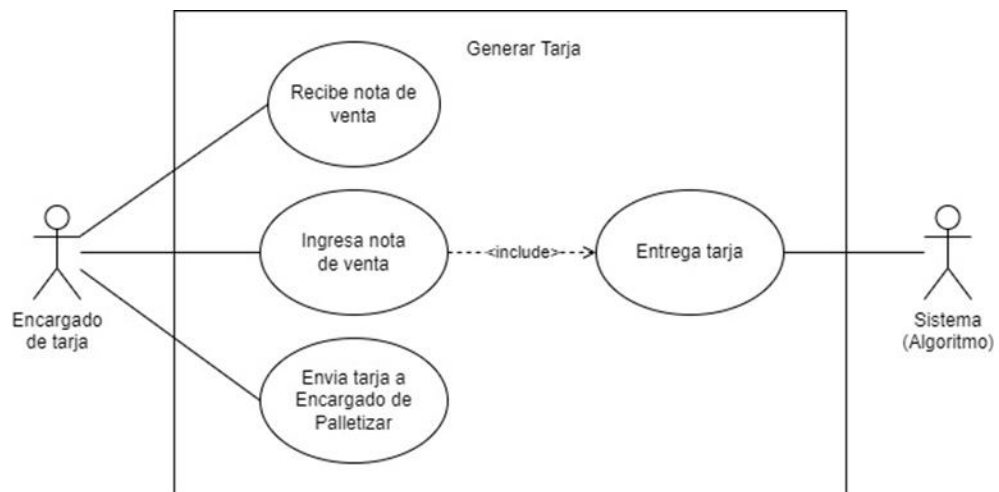 Generar Tarja
Recibe nota de
venta
Ingresa nota
de venta
<include>
Entrega tarja
Encargado
de tarja
Sistema
(Algoritmo)
Envia tarja a
Encargado de
Palletizar